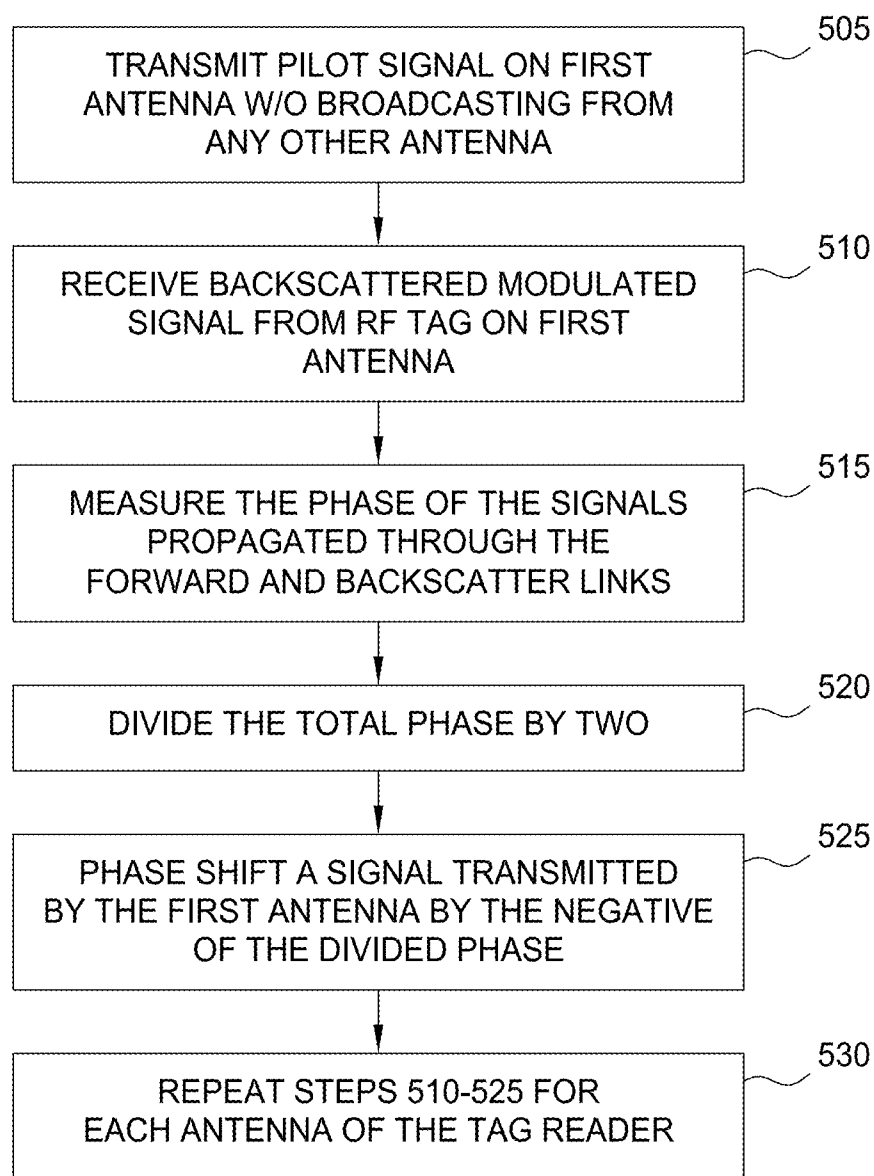 505
TRANSMIT PILOT SIGNAL ON FIRST
ANTENNA W/O BROADCASTING FROM
ANY OTHER ANTENNA
510
RECEIVE BACKSCATTERED MODULATED
SIGNAL FROM RF TAG ON FIRST
ANTENNA
515
MEASURE THE PHASE OF THE SIGNALS
PROPAGATED THROUGH THE
FORWARD AND BACKSCATTER LINKS
520
DIVIDE THE TOTAL PHASE BY TWO
525
PHASE SHIFT A SIGNAL TRANSMITTED
BY THE FIRST ANTENNA BY THE NEGATIVE
OF THE DIVIDED PHASE
530
REPEAT STEPS 510-525 FOR
EACH ANTENNA OF THE TAG READER